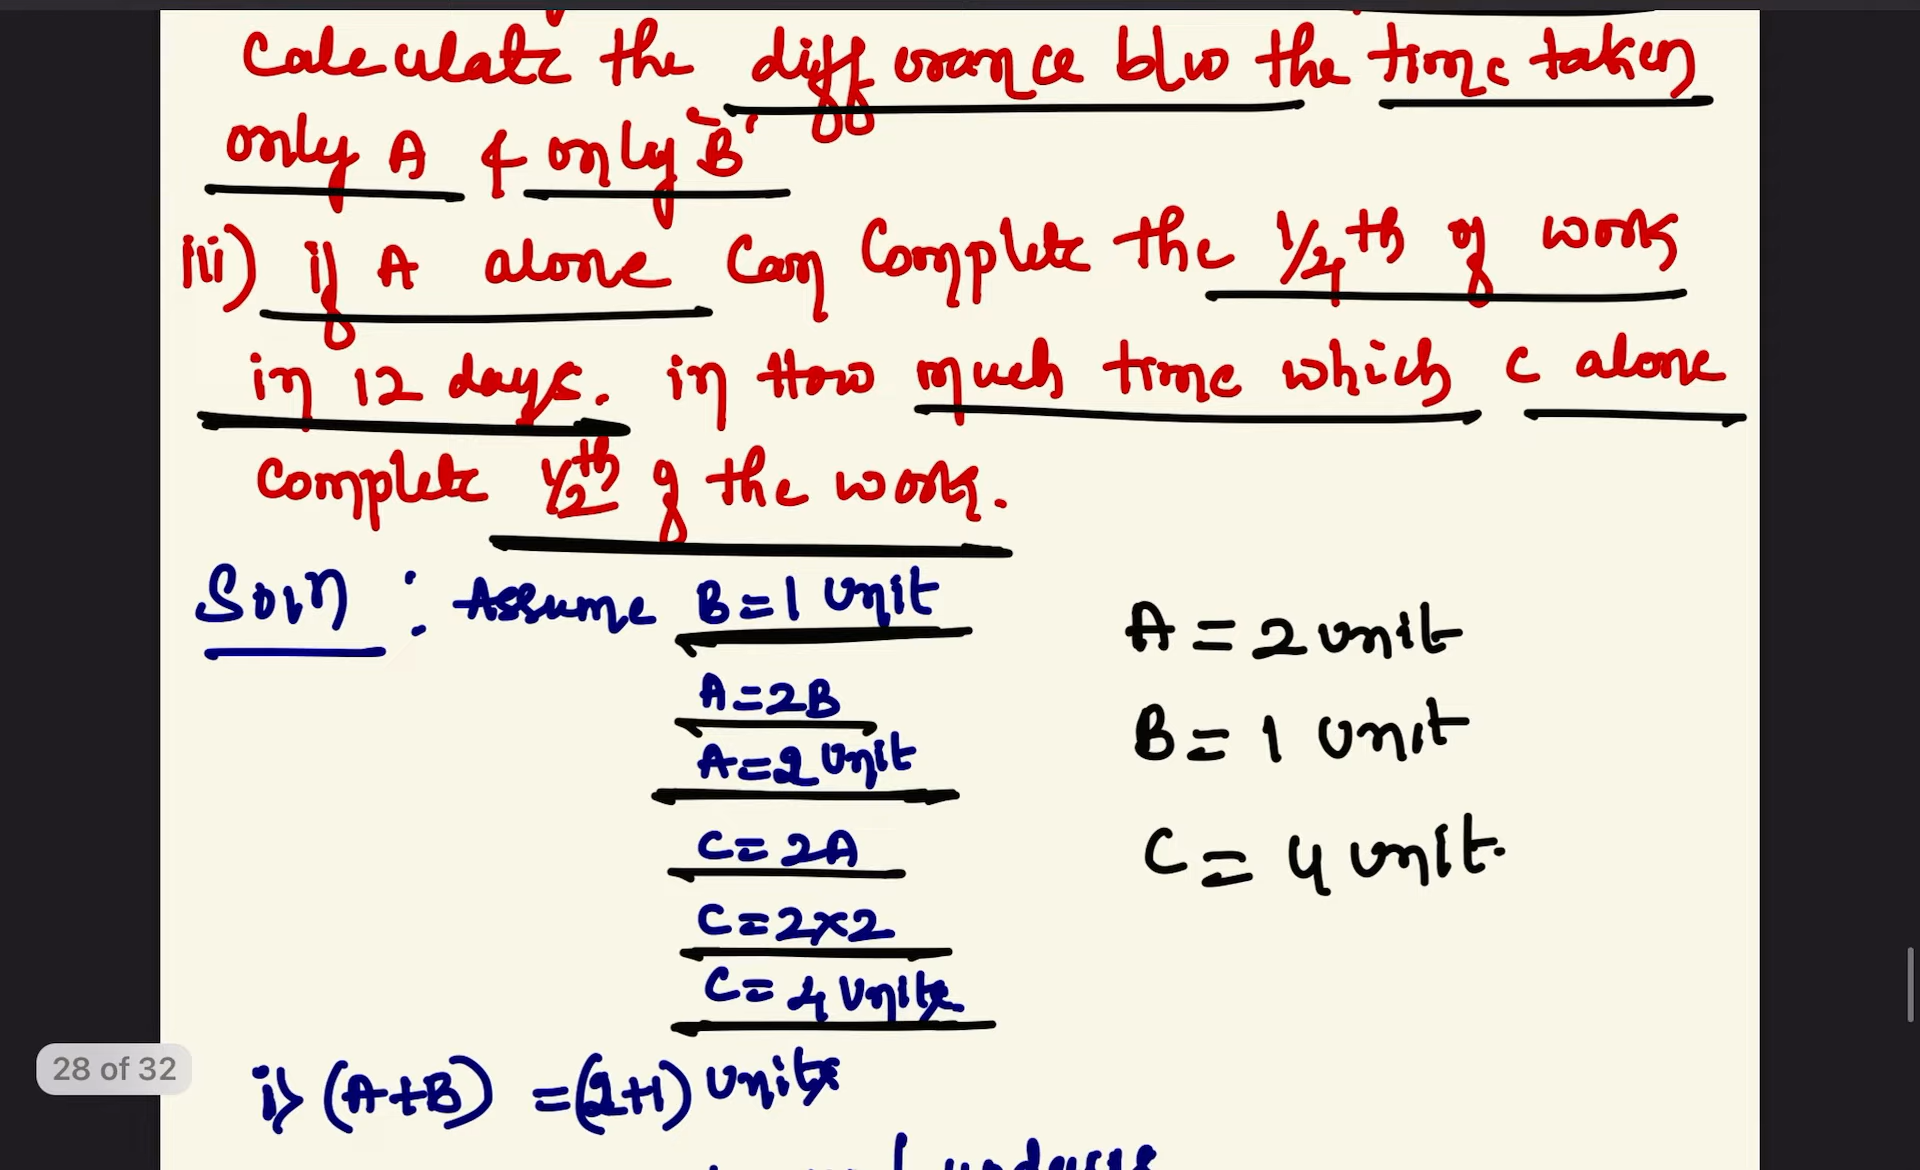 Calculate the difference b/w the time taken
only A & only B
iii) if A alone can complete the 1/4th of work
in 12 days. in How much time which C alone
complete 1/2th of the work.
Soln : Assume B=1 unit
A=2B
A=2 unit
C=2A
C=2×2
C=4 units
A=2 unit
B=1 unit
C=4 unit.
i) (A+B) =(2+1) units
28 of 32